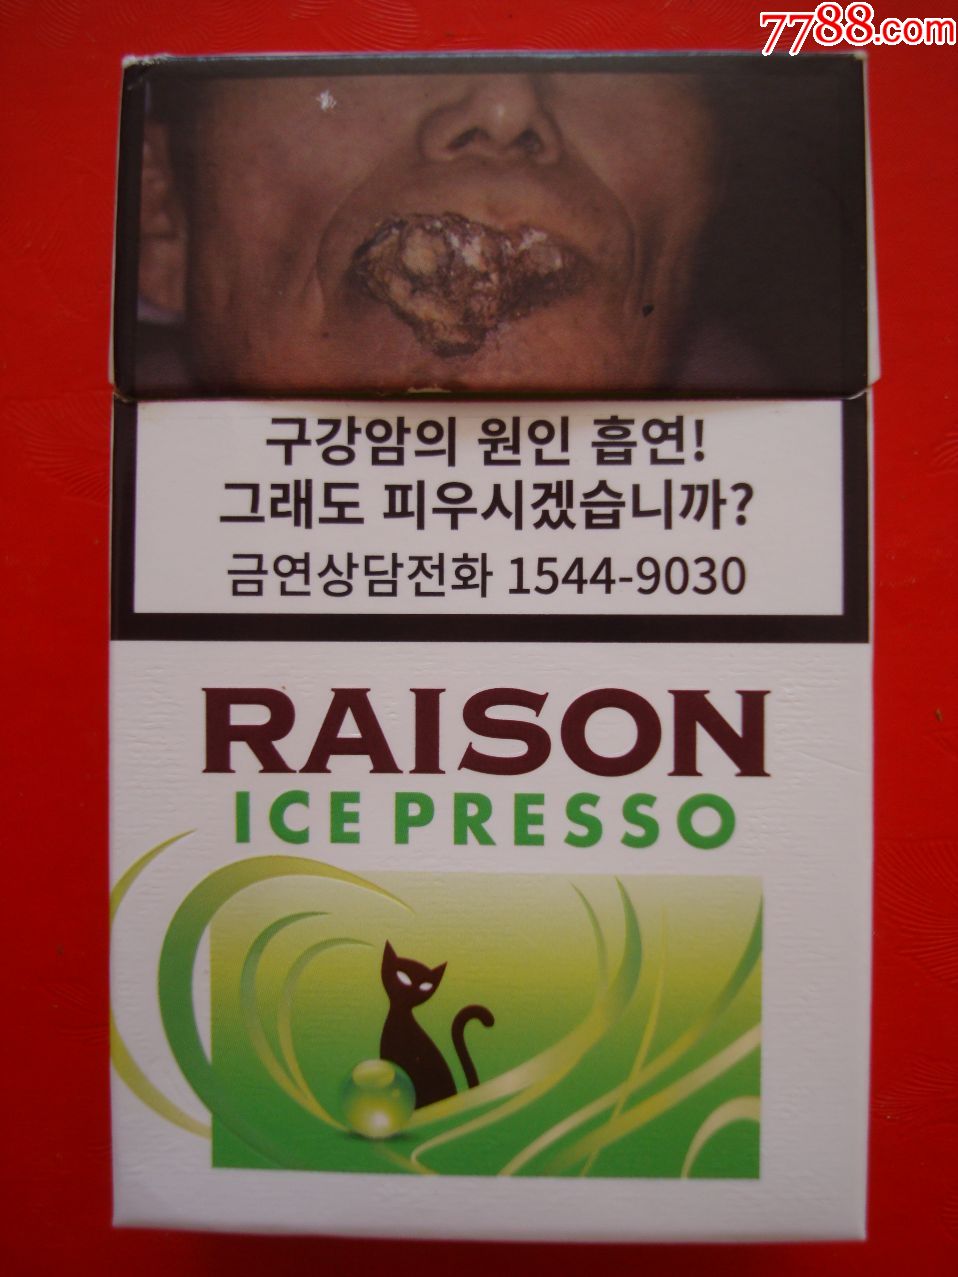 7788.com
구강암의 원인 흡연!
그래도 피우시겠습니까?
금연상담전화 1544-9030
RAISON
ICE PRESSO